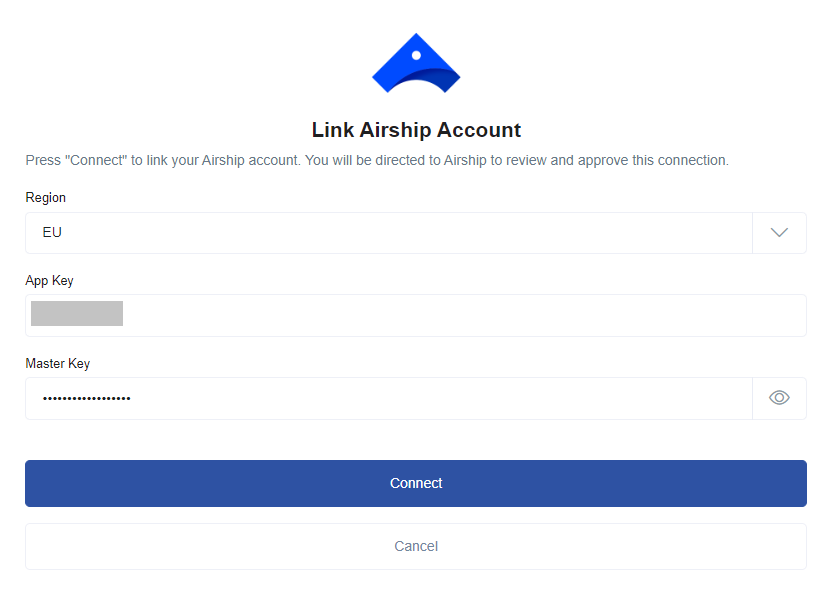 Link Airship Account
Press "Connect" to link your Airship account. You will be directed to Airship to review and approve this connection.
Region
EU
App Key
Master Key
••••••••••••••••••
Connect
Cancel